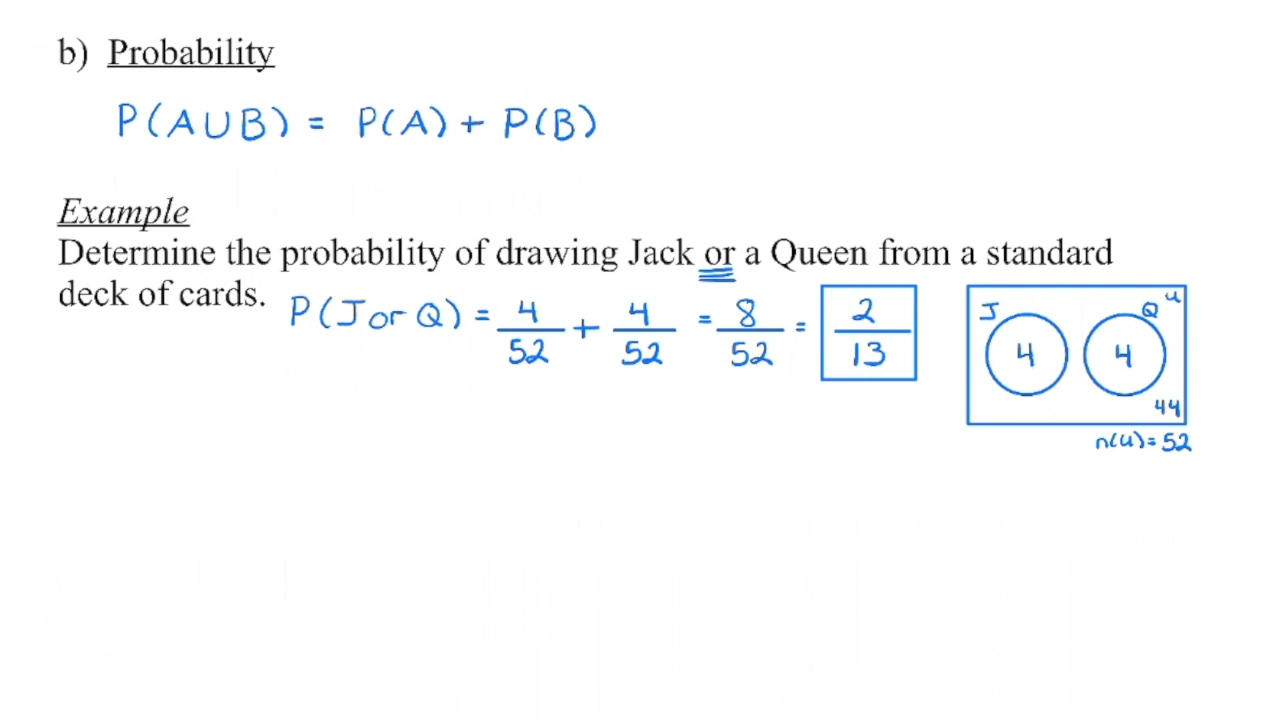 b) Probability
P(A∪B) = P(A) + P(B)
Example
Determine the probability of drawing Jack or a Queen from a standard
deck of cards. P(J or Q) = 4/52 + 4/52 = 8/52 = 2/13
J Q u
4 4
44
n(u)=52